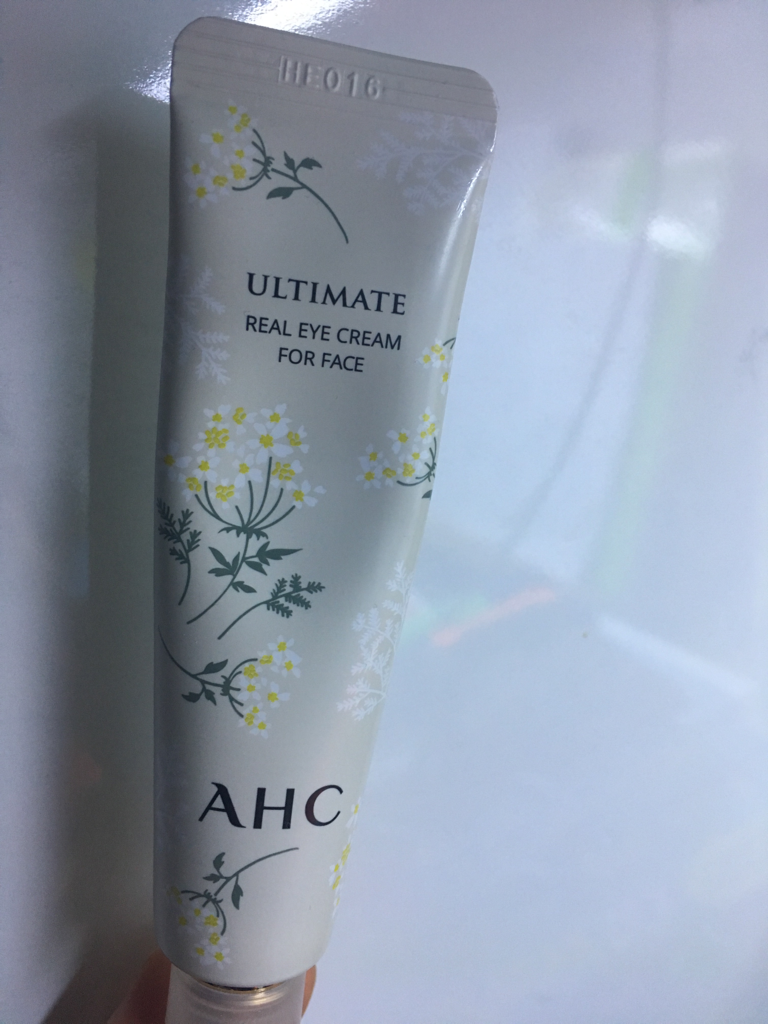 HE016
ULTIMATE
REAL EYE CREAM
FOR FACE
AHC